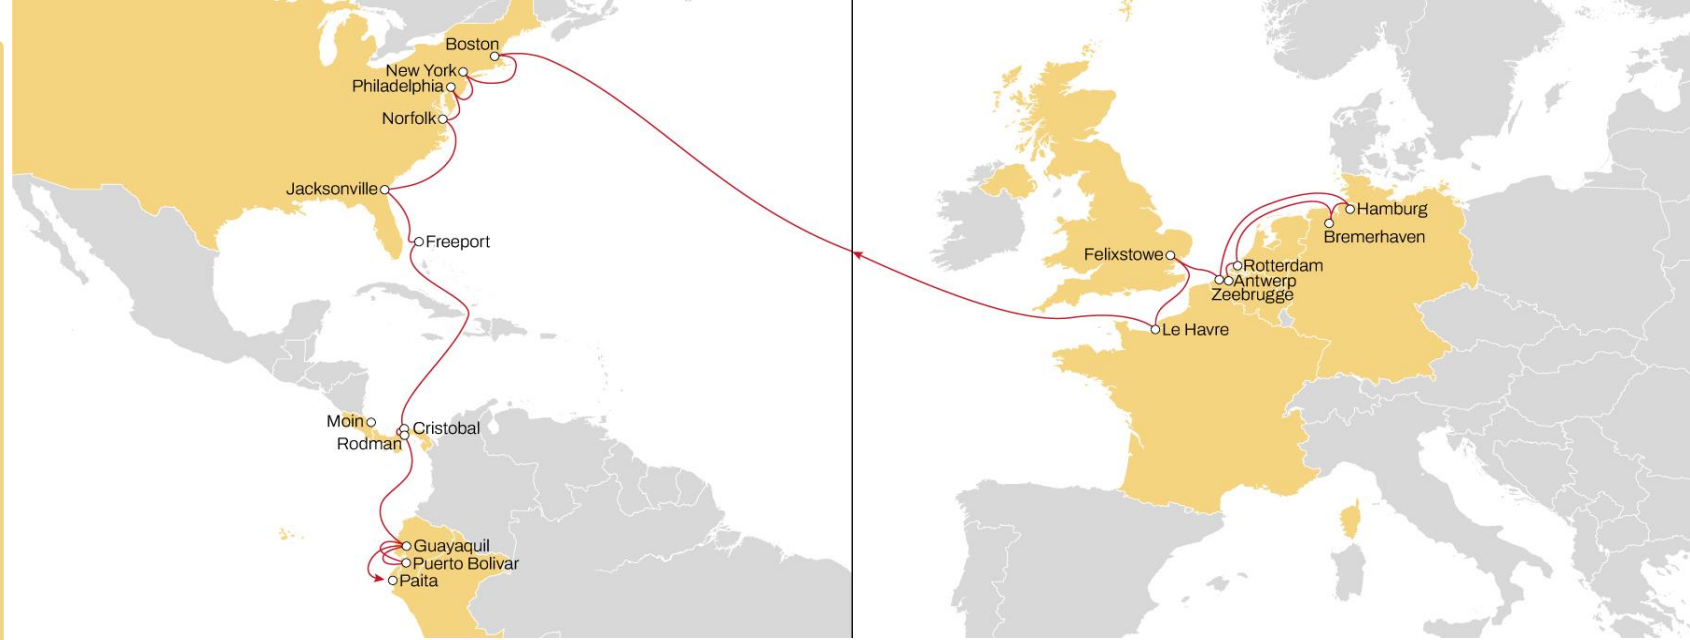 Boston
New York
Philadelphia
Norfolk
Jacksonville
Freeport
Moin
Cristobal
Rodman
Guayaquil
Puerto Bolivar
Paita
Hamburg
Bremerhaven
Felixstowe
Rotterdam
Antwerp
Zeebrugge
Le Havre